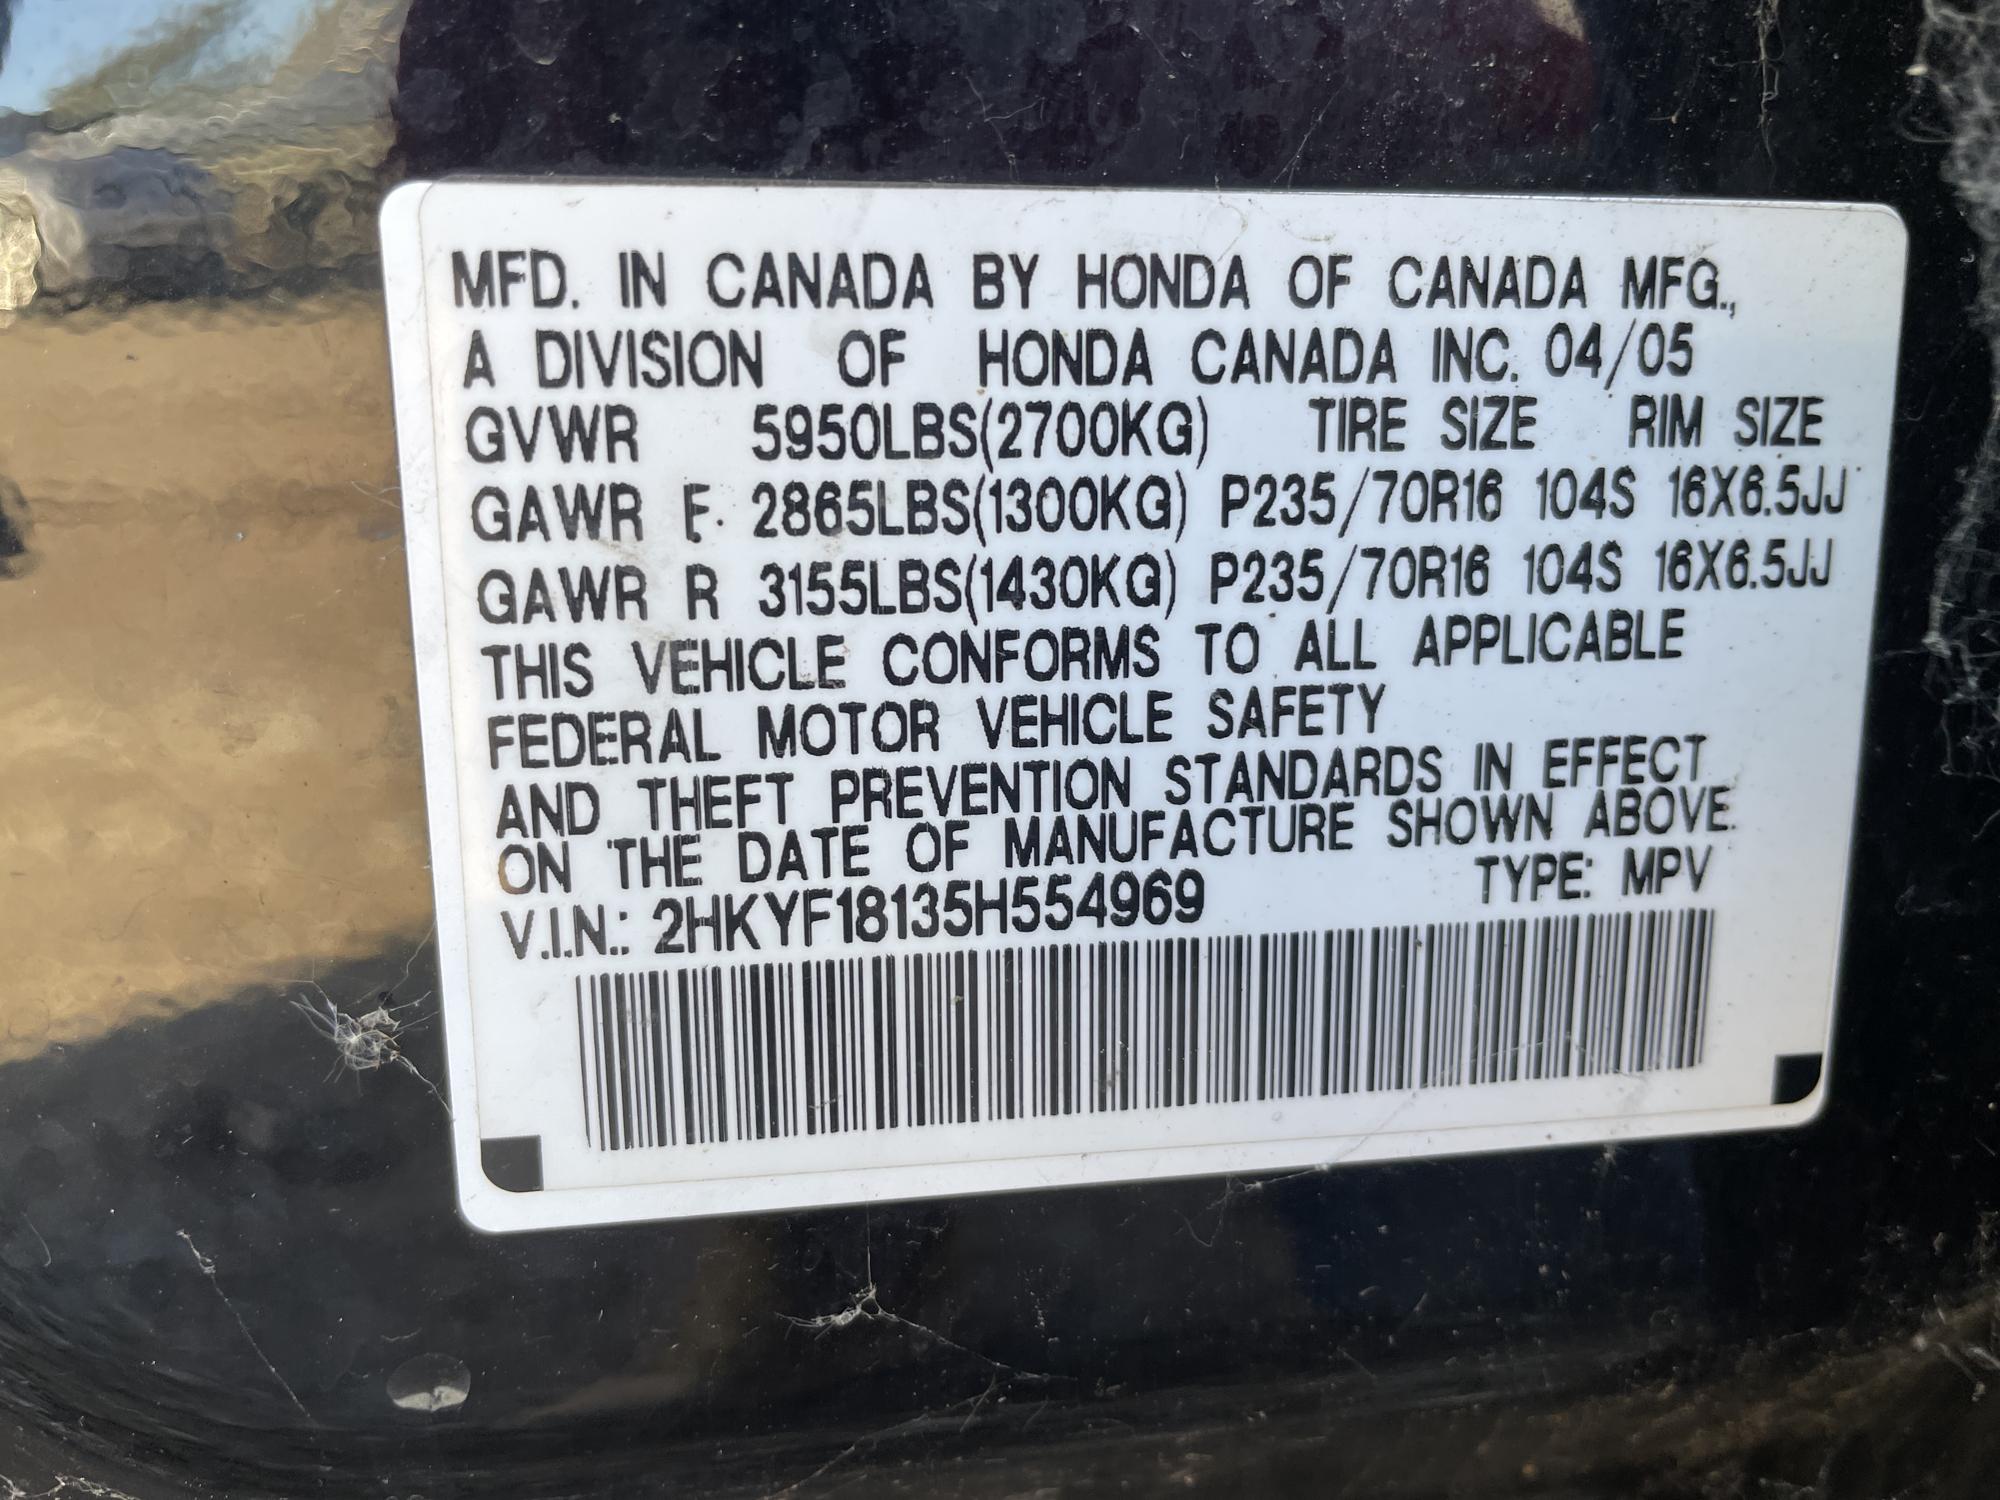 MFD. IN CANADA BY HONDA OF CANADA MFG.,
A DIVISION OF HONDA CANADA INC. 04/05
GVWR 5950LBS(2700KG) TIRE SIZE RIM SIZE
GAWR F 2865LBS(1300KG) P235/70R16 104S 16X6.5JJ
GAWR R 3155LBS(1430KG) P235/70R16 104S 16X6.5JJ
THIS VEHICLE CONFORMS TO ALL APPLICABLE
FEDERAL MOTOR VEHICLE SAFETY
AND THEFT PREVENTION STANDARDS IN EFFECT
ON THE DATE OF MANUFACTURE SHOWN ABOVE.
V.I.N.: 2HKYF18135H554969 TYPE: MPV